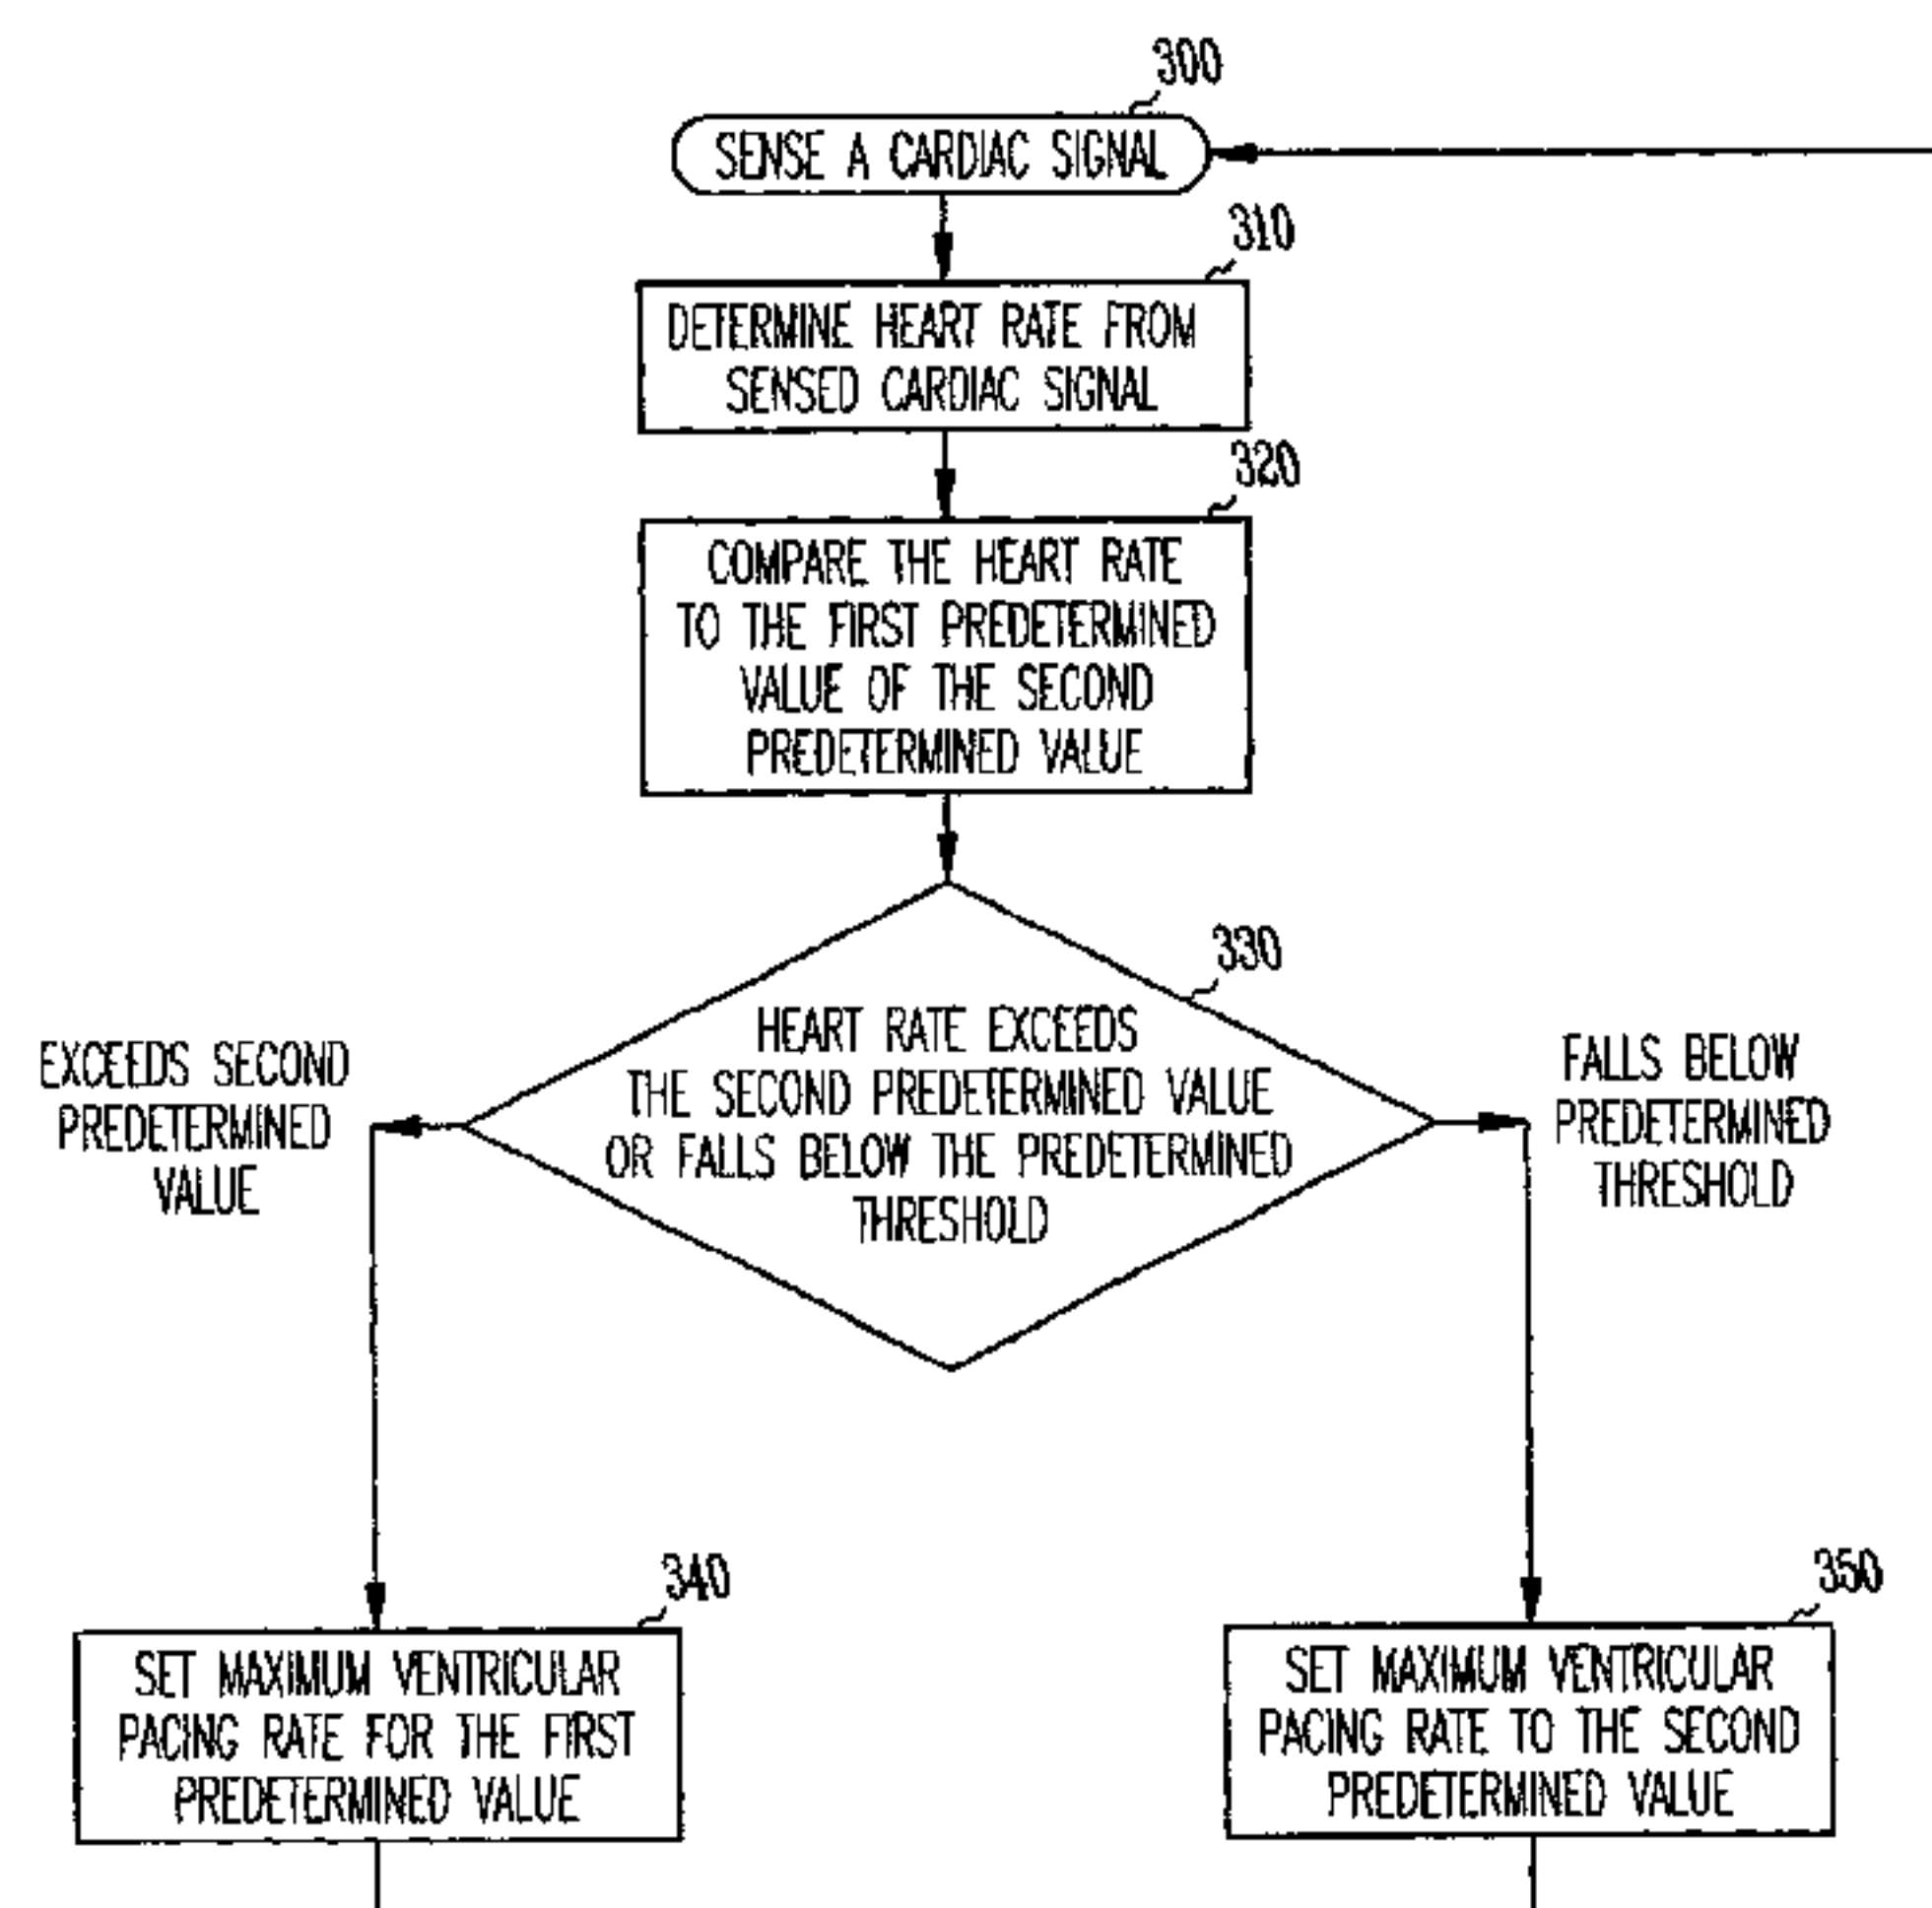 300
SENSE A CARDIAC SIGNAL
310
DETERMINE HEART RATE FROM
SENSED CARDIAC SIGNAL
320
COMPARE THE HEART RATE
TO THE FIRST PREDETERMINED
VALUE OF THE SECOND
PREDETERMINED VALUE
330
HEART RATE EXCEEDS
THE SECOND PREDETERMINED VALUE
OR FALLS BELOW THE PREDETERMINED
THRESHOLD
EXCEEDS SECOND
PREDETERMINED
VALUE
FALLS BELOW
PREDETERMINED
THRESHOLD
340
SET MAXIMUM VENTRICULAR
PACING RATE FOR THE FIRST
PREDETERMINED VALUE
350
SET MAXIMUM VENTRICULAR
PACING RATE TO THE SECOND
PREDETERMINED VALUE